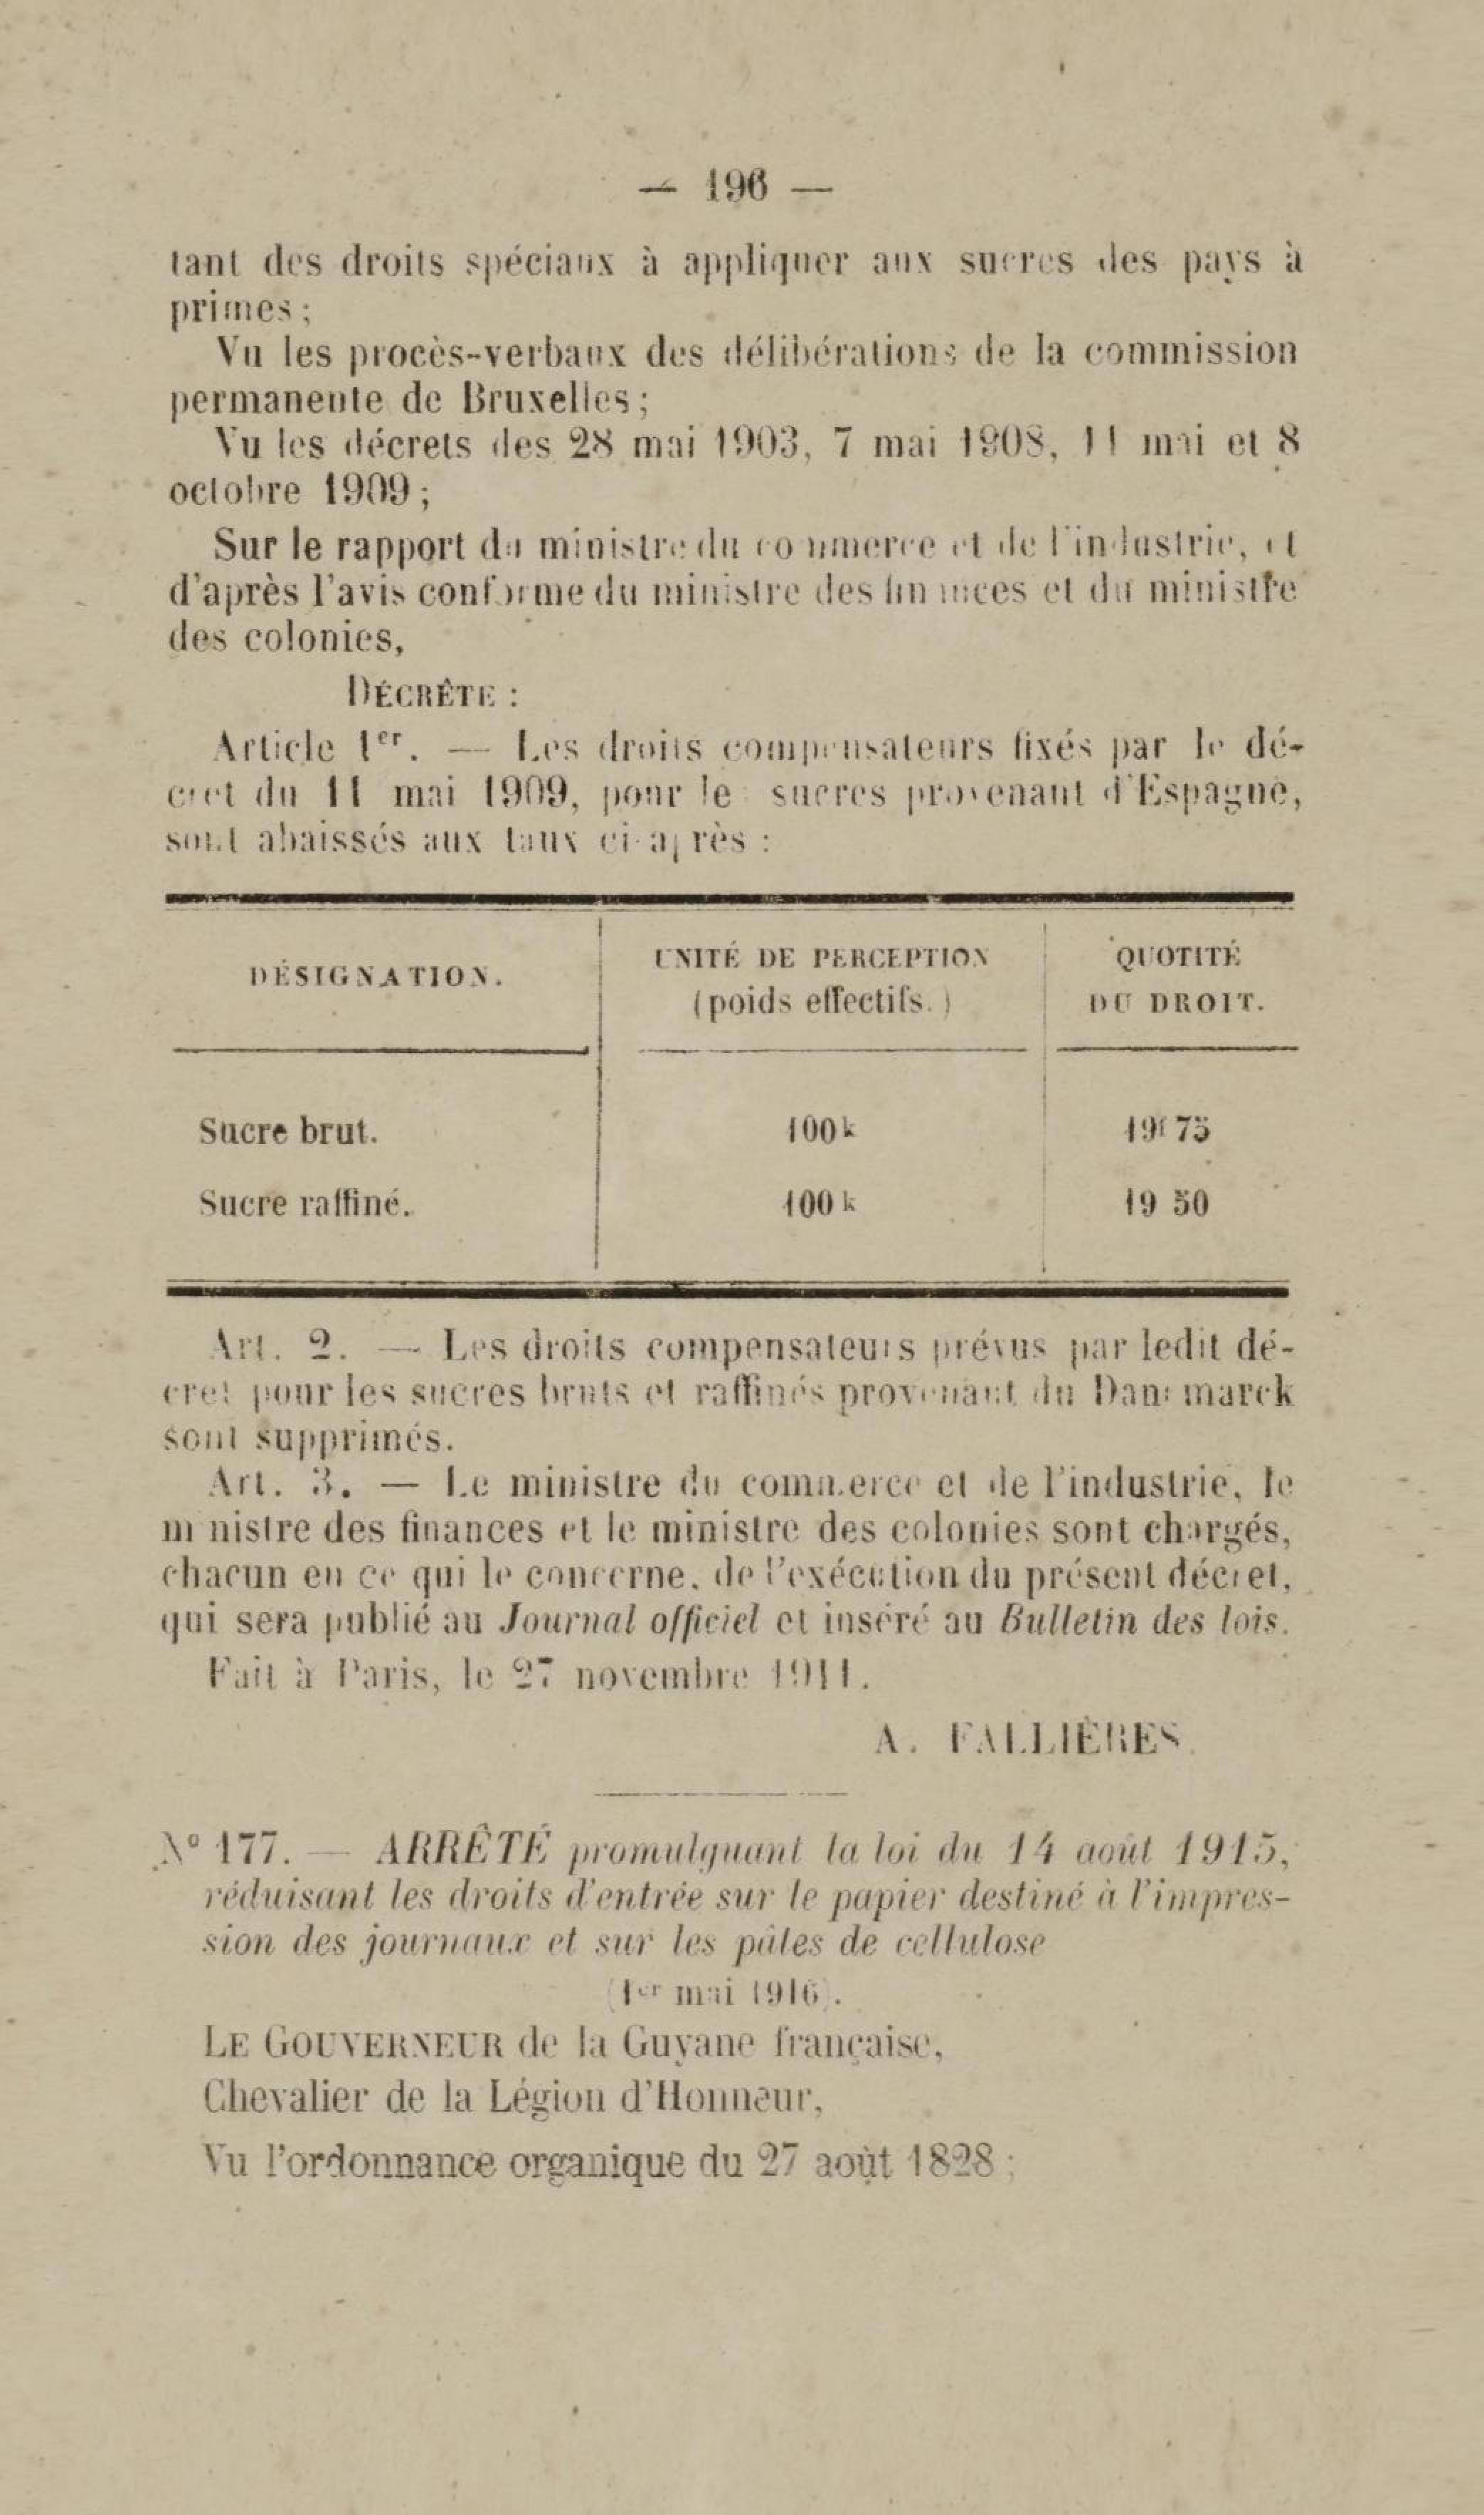 — 196 —
tant des droits spéciaux à appliquer aux sucres des pays à
primes ;
Vu les procès-verbaux des délibérations de la commission
permanente de Bruxelles ;
Vu les décrets des 28 mai 1903, 7 mai 1908, 11 mai et 8
octobre 1909 ;
Sur le rapport du ministre du commerce et de l'industrie, et
d'après l'avis conforme du ministre des finances et du ministre
des colonies,
DÉCRÊTE :
Article 1er. — Les droits compensateurs fixés par le dé-
cret du 11 mai 1909, pour les sucres provenant d'Espagne,
sont abaissés aux taux ci-après :
DÉSIGNATION. UNITÉ DE PERCEPTION QUOTITÉ
(poids effectifs.) DU DROIT.
Sucre brut. 100k 19f 75
Sucre raffiné. 100k 19 50
Art. 2. — Les droits compensateurs prévus par ledit dé-
cret pour les sucres bruts et raffinés provenant du Danemarck
sont supprimés.
Art. 3. — Le ministre du commerce et de l'industrie, le
ministre des finances et le ministre des colonies sont chargés,
chacun en ce qui le concerne, de l'exécution du présent décret,
qui sera publié au Journal officiel et inséré au Bulletin des lois.
Fait à Paris, le 27 novembre 1911.
A. FALLIÈRES.
N° 177. — ARRÊTÉ promulguant la loi du 14 août 1915,
réduisant les droits d'entrée sur le papier destiné à l'impres-
sion des journaux et sur les pâtes de cellulose
(1er mai 1916).
LE GOUVERNEUR de la Guyane française,
Chevalier de la Légion d'Honneur,
Vu l'ordonnance organique du 27 août 1828 ;